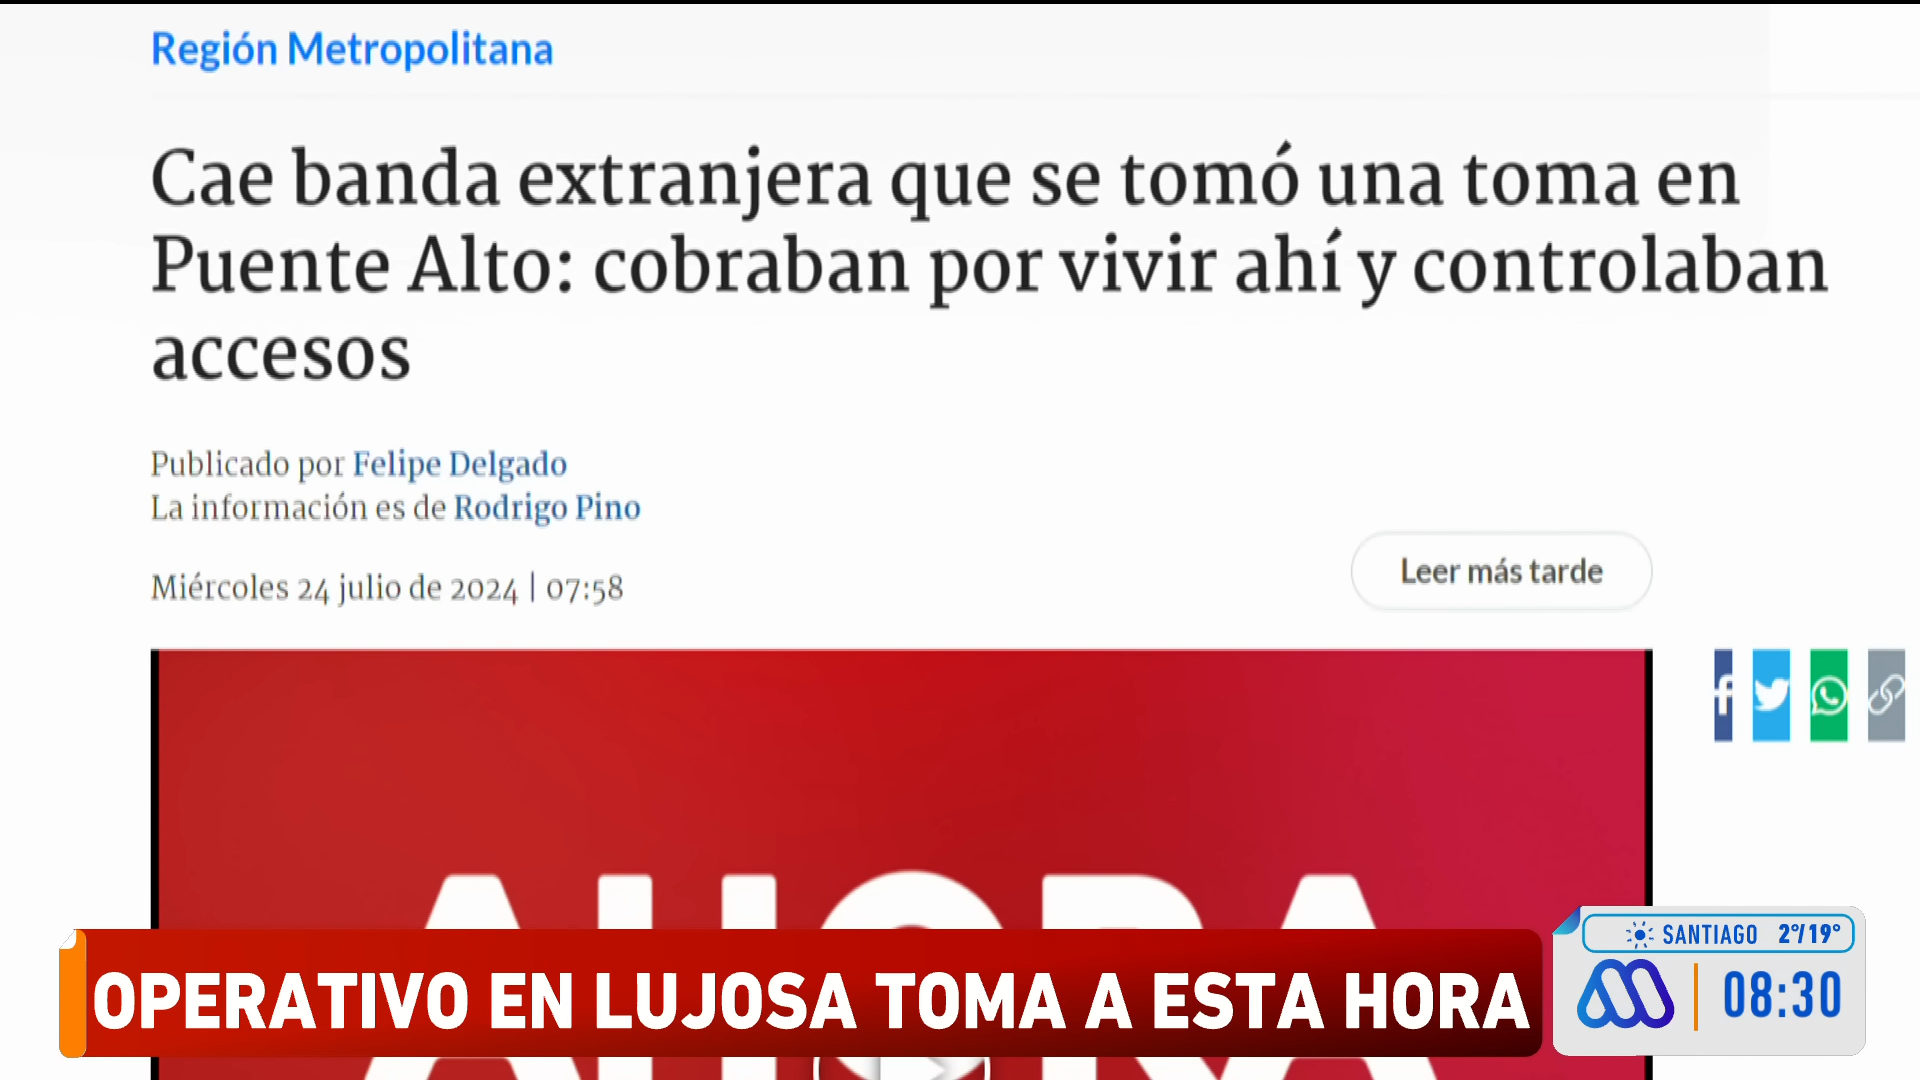 Región Metropolitana
Cae banda extranjera que se tomó una toma en
Puente Alto: cobraban por vivir ahí y controlaban
accesos
Publicado por Felipe Delgado
La información es de Rodrigo Pino
Miércoles 24 julio de 2024 | 07:58
Leer más tarde
AHORA
OPERATIVO EN LUJOSA TOMA A ESTA HORA
SANTIAGO 2°/19°
08:30